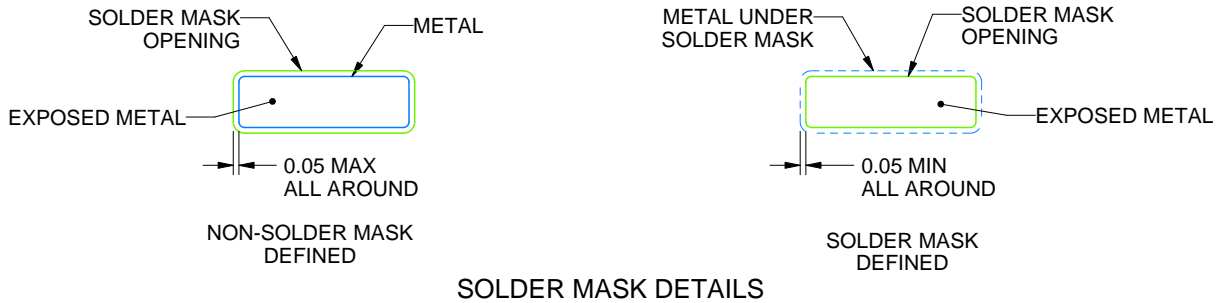 SOLDER MASK
OPENING
METAL
EXPOSED METAL
0.05 MAX
ALL AROUND
NON-SOLDER MASK
DEFINED
METAL UNDER
SOLDER MASK
SOLDER MASK
OPENING
EXPOSED METAL
0.05 MIN
ALL AROUND
SOLDER MASK
DEFINED
SOLDER MASK DETAILS